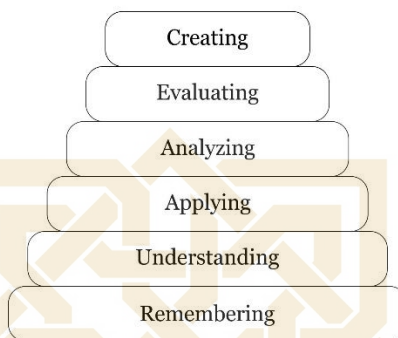 Creating
Evaluating
Analyzing
Applying
Understanding
Remembering